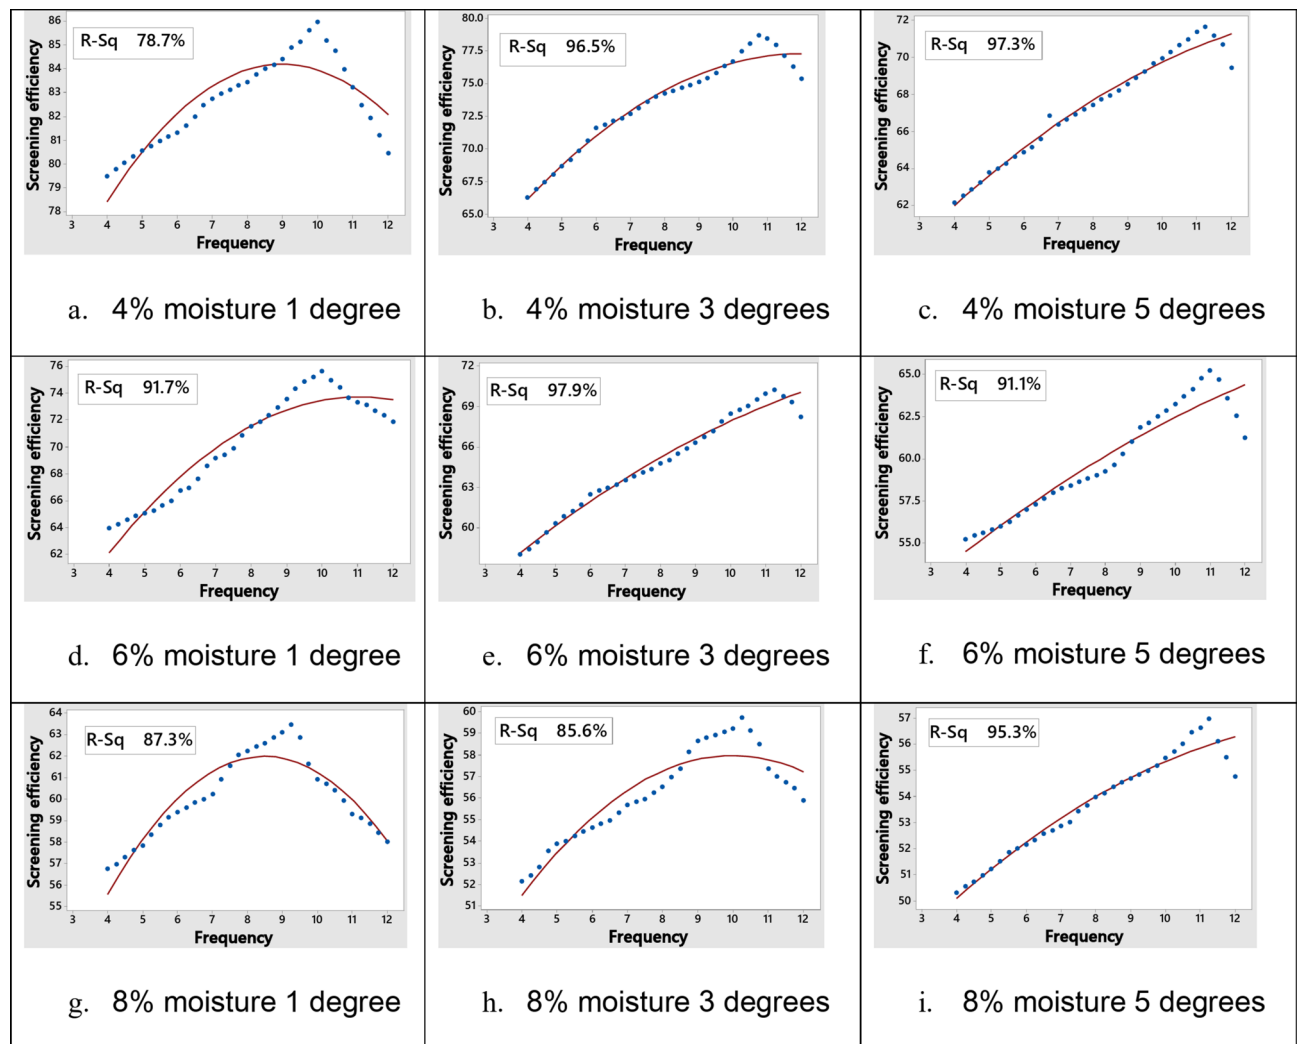 R-Sq 78.7%
Screening efficiency
86
85
84
83
82
81
80
79
78
3 4 5 6 7 8 9 10 11 12
Frequency
a. 4% moisture 1 degree
R-Sq 96.5%
Screening efficiency
80.0
77.5
75.0
72.5
70.0
67.5
65.0
3 4 5 6 7 8 9 10 11 12
Frequency
b. 4% moisture 3 degrees
R-Sq 97.3%
Screening efficiency
72
70
68
66
64
62
3 4 5 6 7 8 9 10 11 12
Frequency
c. 4% moisture 5 degrees
R-Sq 91.7%
Screening efficiency
76
74
72
70
68
66
64
62
3 4 5 6 7 8 9 10 11 12
Frequency
d. 6% moisture 1 degree
R-Sq 97.9%
Screening efficiency
72
69
66
63
60
3 4 5 6 7 8 9 10 11 12
Frequency
e. 6% moisture 3 degrees
R-Sq 91.1%
Screening efficiency
65.0
62.5
60.0
57.5
55.0
3 4 5 6 7 8 9 10 11 12
Frequency
f. 6% moisture 5 degrees
R-Sq 87.3%
Screening efficiency
64
63
62
61
60
59
58
57
56
55
3 4 5 6 7 8 9 10 11 12
Frequency
g. 8% moisture 1 degree
R-Sq 85.6%
Screening efficiency
60
59
58
57
56
55
54
53
52
51
3 4 5 6 7 8 9 10 11 12
Frequency
h. 8% moisture 3 degrees
R-Sq 95.3%
Screening efficiency
57
56
55
54
53
52
51
50
3 4 5 6 7 8 9 10 11 12
Frequency
i. 8% moisture 5 degrees